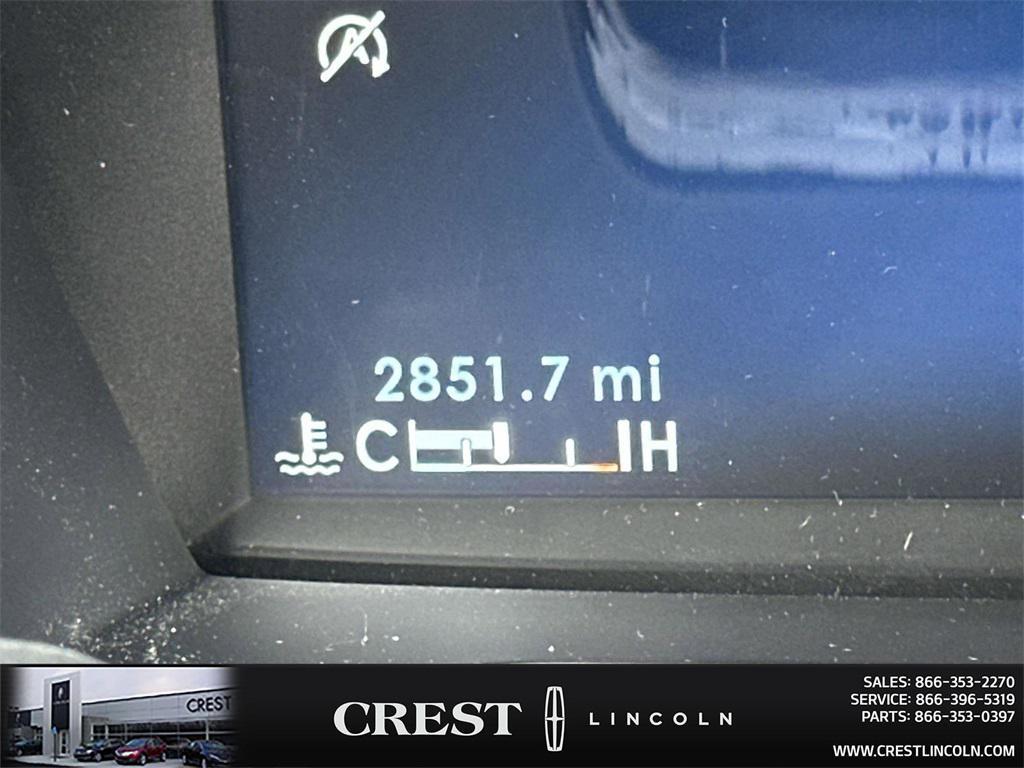 A
2851.7 mi
C H
CREST
CREST LINCOLN
SALES: 866-353-2270
SERVICE: 866-396-5319
PARTS: 866-353-0397
WWW.CRESTLINCOLN.COM